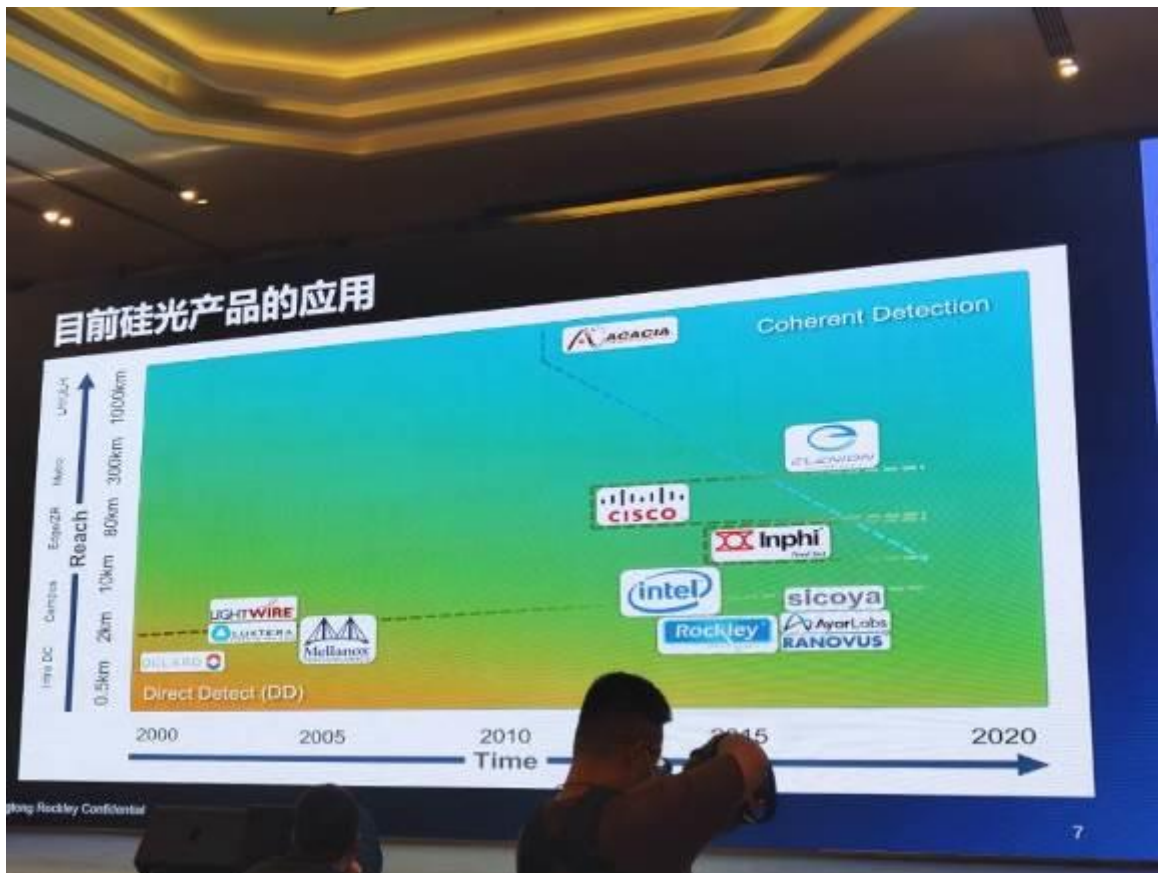 目前硅光产品的应用
ACACIA
Coherent Detection
1000km
300km
Metro
80km
Edge/ZR
Reach
10km
Campus
2km
Intra DC
0.5km
CISCO
Inphi
intel
sicoya
Rockley
AyarLabs
RANOVUS
LIGHTWIRE
LUXTERA
Mellanox
Direct Detect (DD)
2000
2005
2010
2015
2020
Time
Rockley Confidential
7